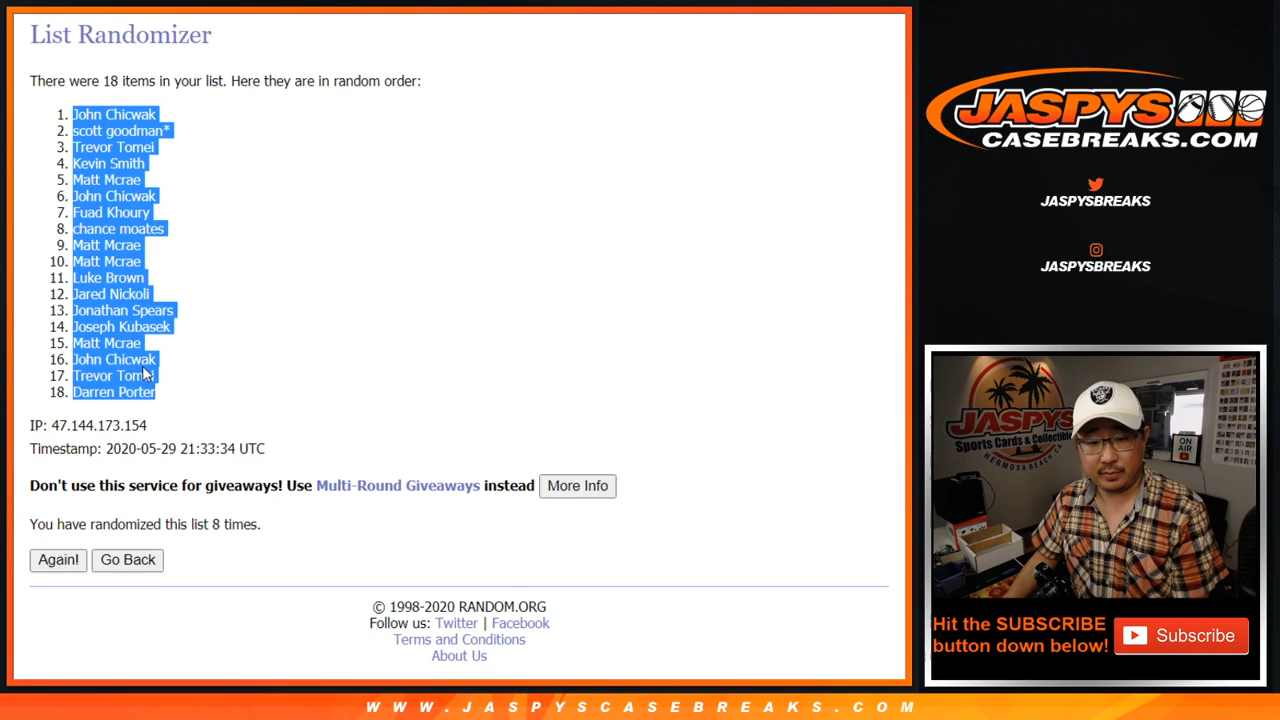 List Randomizer
There were 18 items in your list. Here they are in random order:
1. John Chicwak
2. scott goodman*
3. Trevor Tomei
4. Kevin Smith
5. Matt Mcrae
6. John Chicwak
7. Fuad Khoury
8. chance moates
9. Matt Mcrae
10. Matt Mcrae
11. Luke Brown
12. Jared Nickoli
13. Jonathan Spears
14. Joseph Kubasek
15. Matt Mcrae
16. John Chicwak
17. Trevor Tomei
18. Darren Porter
IP: 47.144.173.154
Timestamp: 2020-05-29 21:33:34 UTC
Don't use this service for giveaways! Use Multi-Round Giveaways instead More Info
You have randomized this list 8 times.
Again! Go Back
© 1998-2020 RANDOM.ORG
Follow us: Twitter | Facebook
Terms and Conditions
About Us
JASPYS
CASEBREAKS.COM
JASPYSBREAKS
JASPYSBREAKS
JASPYS
Sports Cards & Collectibles
HERMOSA BEACH CA
ON
AIR
Hit the SUBSCRIBE
button down below!
Subscribe
WWW.JASPYSCASEBREAKS.COM